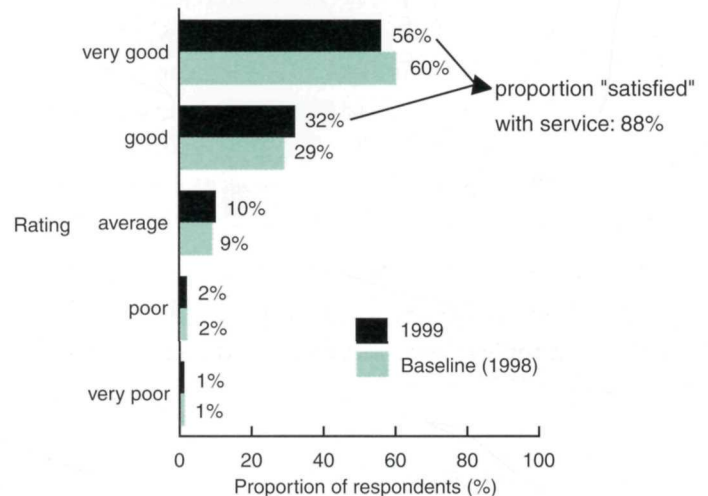 very good
56%
60%
proportion "satisfied"
with service: 88%
good
32%
29%
Rating
average
10%
9%
poor
2%
2%
1999
Baseline (1998)
very poor
1%
1%
0 20 40 60 80 100
Proportion of respondents (%)